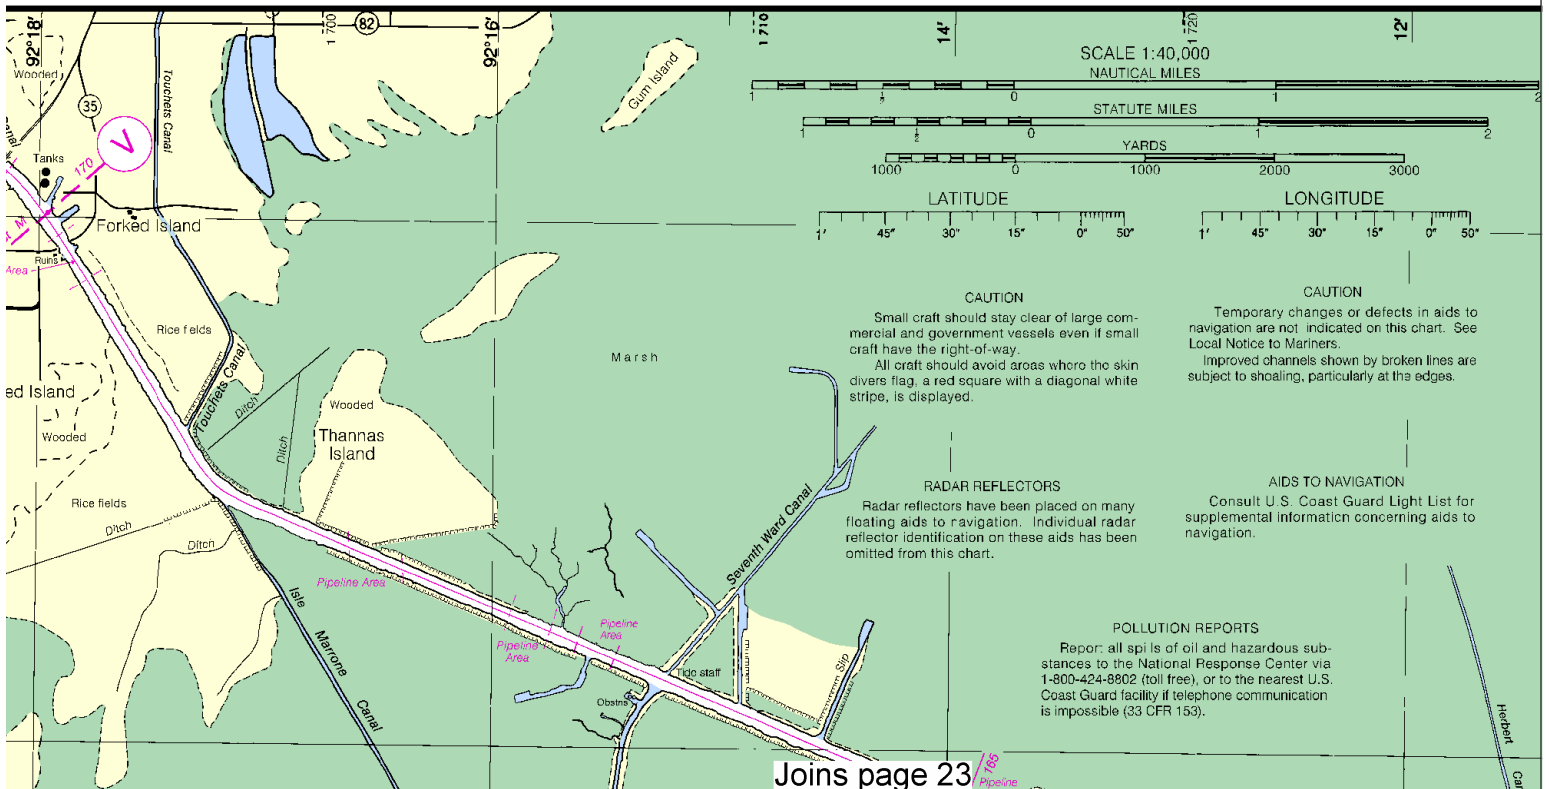 92°18'
1 700
82
92°16'
1 710
14'
1 720
12'
SCALE 1:40,000
NAUTICAL MILES
1 ½ 0 1 2
STATUTE MILES
1 ½ 0 1 2
YARDS
1000 0 1000 2000 3000
LATITUDE
1' 45" 30" 15" 0" 50"
LONGITUDE
1' 45" 30" 15" 0" 50"
Wooded
Touchets Canal
Gum Island
35
V
170
Tanks
Forked Island
M
Ruins
Area
Rice fields
Touchets Canal
Ditch
Ditch
Marsh
ed Island
Wooded
Wooded
Thannas
Island
Rice fields
Ditch
Ditch
CAUTION
Small craft should stay clear of large com-
mercial and government vessels even if small
craft have the right-of-way.
All craft should avoid areas where the skin
divers flag, a red square with a diagonal white
stripe, is displayed.
CAUTION
Temporary changes or defects in aids to
navigation are not indicated on this chart. See
Local Notice to Mariners.
Improved channels shown by broken lines are
subject to shoaling, particularly at the edges.
RADAR REFLECTORS
Radar reflectors have been placed on many
floating aids to navigation. Individual radar
reflector identification on these aids has been
omitted from this chart.
AIDS TO NAVIGATION
Consult U.S. Coast Guard Light List for
supplemental information concerning aids to
navigation.
Seventh Ward Canal
Pipeline Area
Isle Marrone Canal
Pipeline
Area
Pipeline
Area
Tide staff
Slip
Obstns
POLLUTION REPORTS
Report all spills of oil and hazardous sub-
stances to the National Response Center via
1-800-424-8802 (toll free), or to the nearest U.S.
Coast Guard facility if telephone communication
is impossible (33 CFR 153).
Herbert
Joins page 23
165
Pipeline